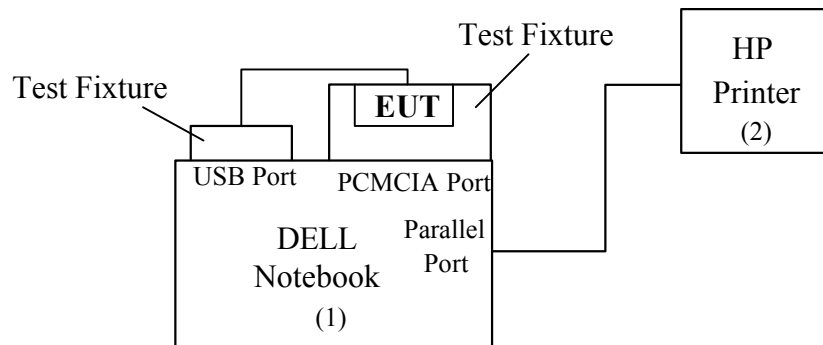 Test Fixture
HP
Printer
(2)
Test Fixture
EUT
USB Port
PCMCIA Port
Parallel
Port
DELL
Notebook
(1)